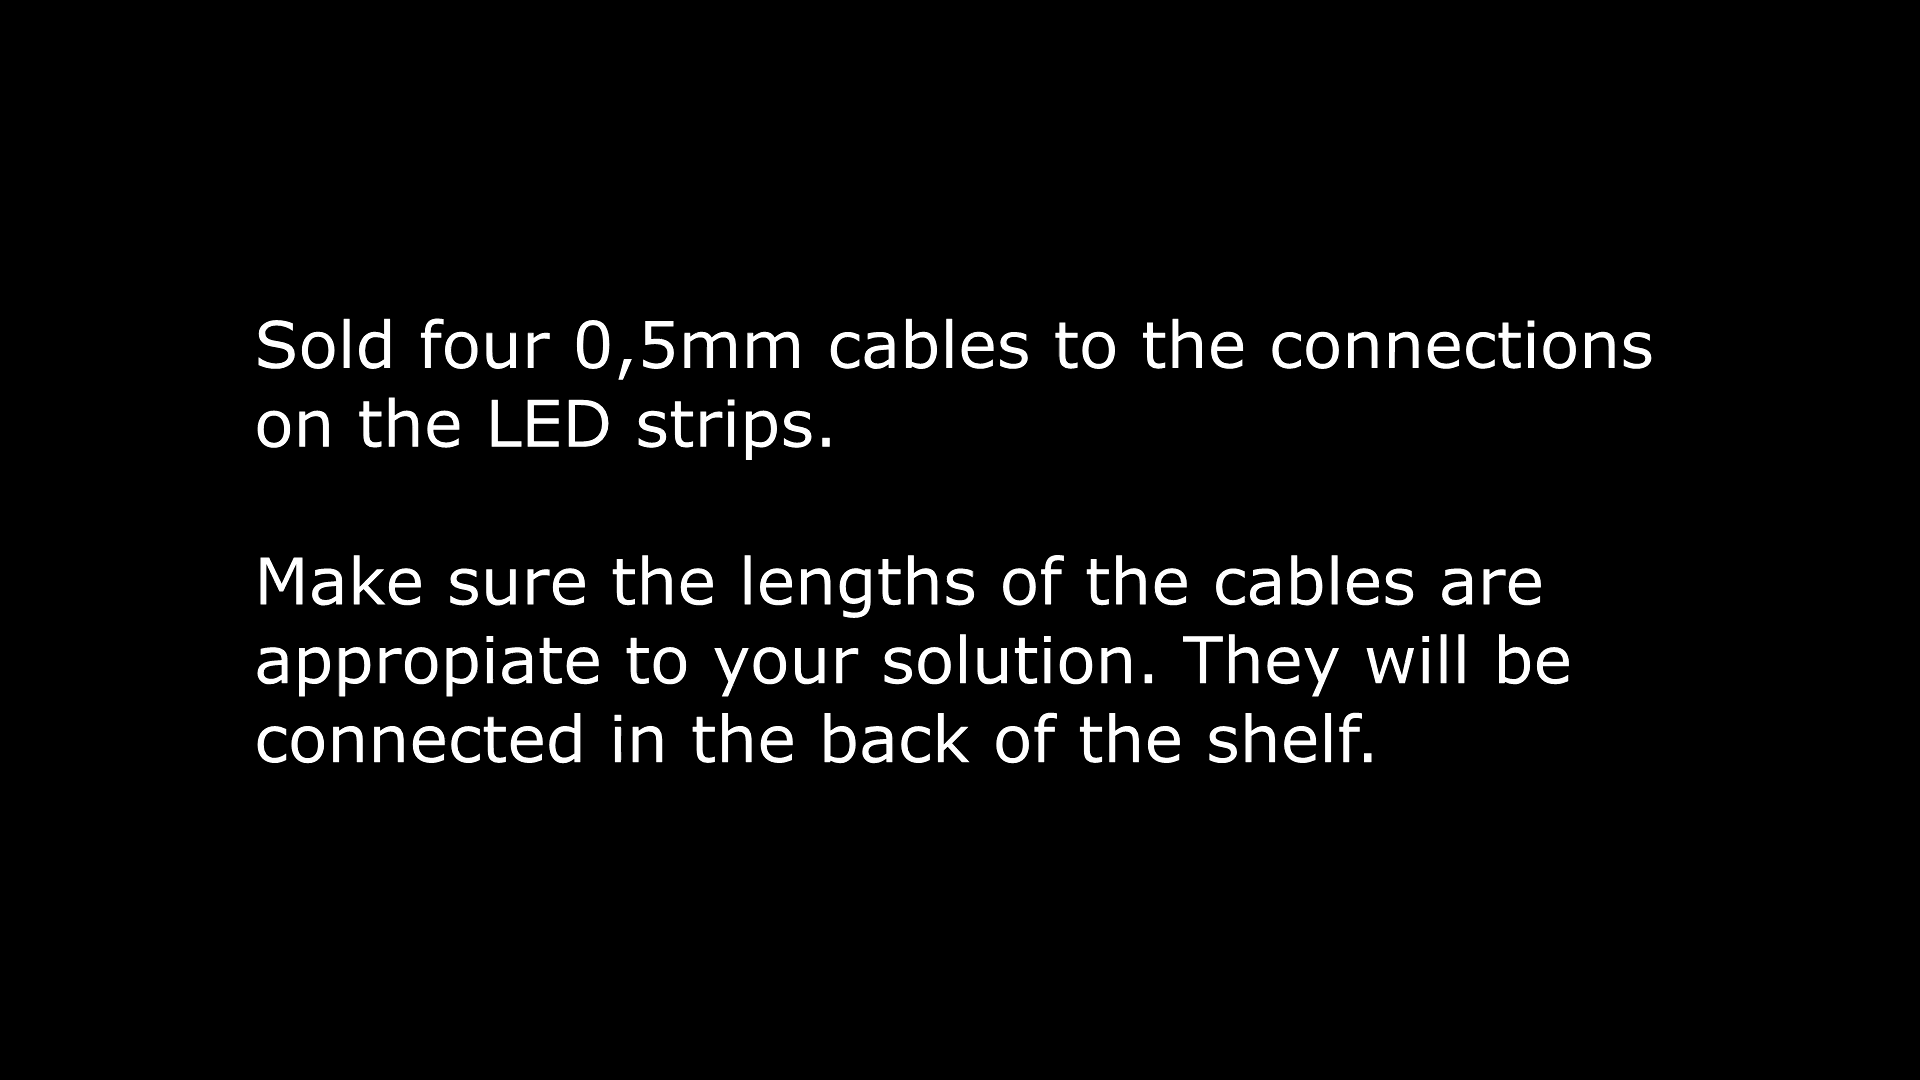 Sold four 0,5mm cables to the connections
on the LED strips.
Make sure the lengths of the cables are
appropiate to your solution. They will be
connected in the back of the shelf.